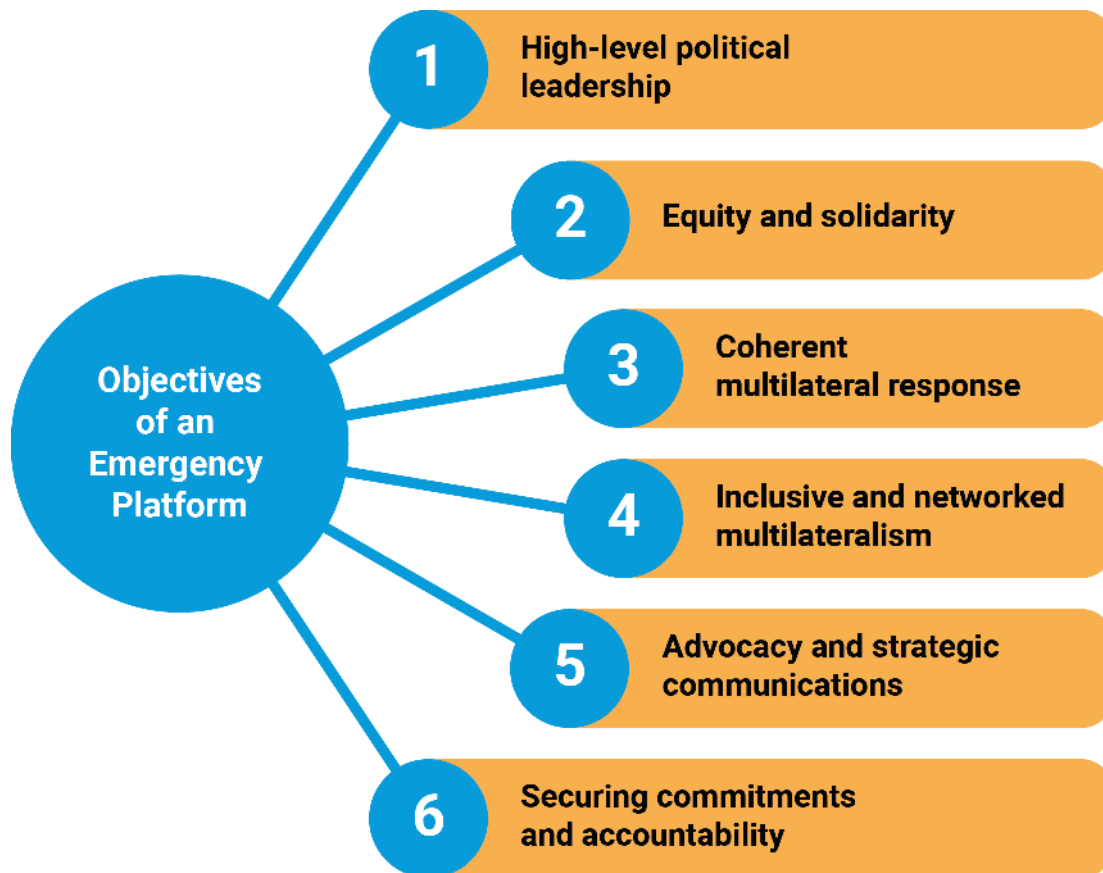 Objectives
of an
Emergency
Platform
1
High-level political
leadership
2
Equity and solidarity
3
Coherent
multilateral response
4
Inclusive and networked
multilateralism
5
Advocacy and strategic
communications
6
Securing commitments
and accountability